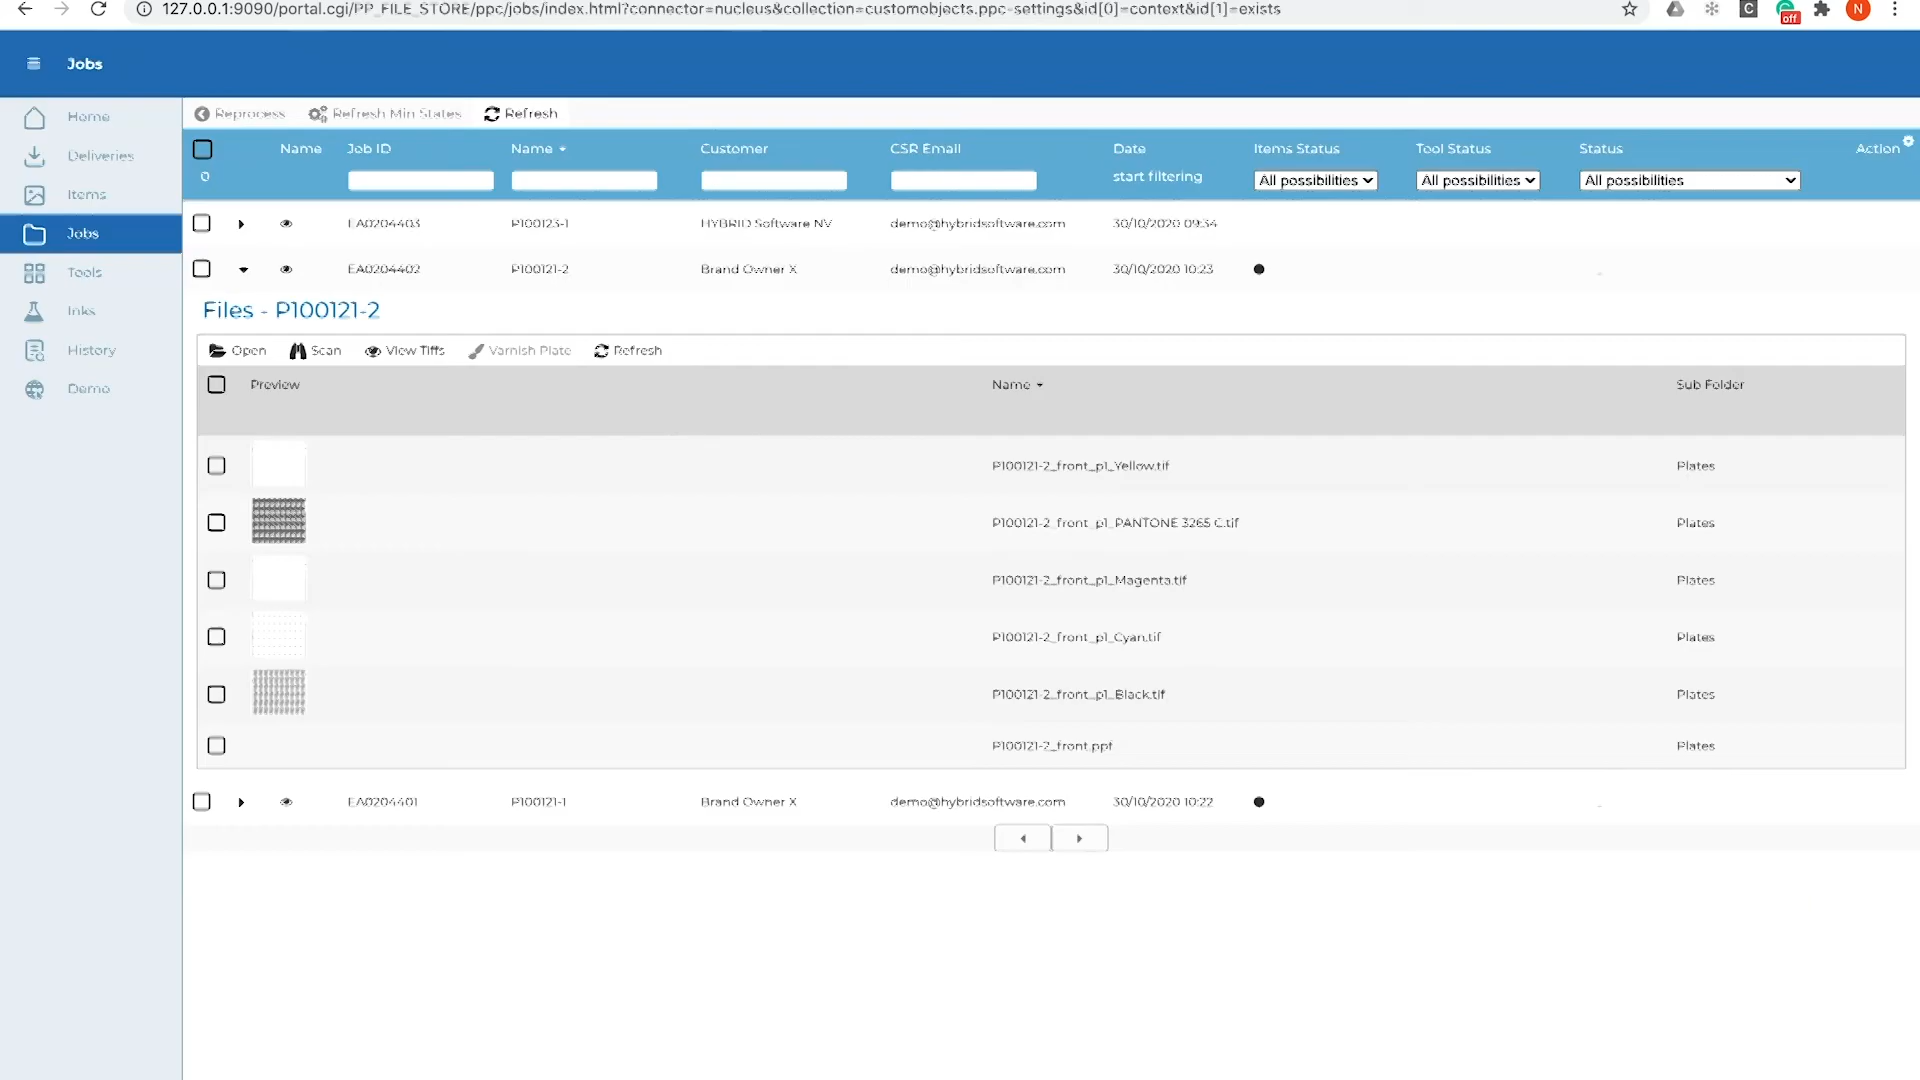 127.0.0.1:9090/portal.cgi/PP_FILE_STORE/ppc/jobs/index.html?connector=nucleus&collection=customobjects.ppc-settings&id[0]=context&id[1]=exists
C
off
N
Jobs
Home
Deliveries
Items
Jobs
Tools
Inks
History
Demo
Reprocess Refresh Min States Refresh
Name Job ID Name Customer CSR Email Date Items Status Tool Status Status Action
0 start filtering All possibilities All possibilities All possibilities
EA0204403 P100123-1 HYBRID Software NV demo@hybridsoftware.com 30/10/2020 09:34
EA0204402 P100121-2 Brand Owner X demo@hybridsoftware.com 30/10/2020 10:23
Files - P100121-2
Open Scan View Tiffs Varnish Plate Refresh
Preview Name Sub Folder
P100121-2_front_p1_Yellow.tif Plates
P100121-2_front_p1_PANTONE 3265 C.tif Plates
P100121-2_front_p1_Magenta.tif Plates
P100121-2_front_p1_Cyan.tif Plates
P100121-2_front_p1_Black.tif Plates
P100121-2_front.ppf Plates
EA0204401 P100121-1 Brand Owner X demo@hybridsoftware.com 30/10/2020 10:22